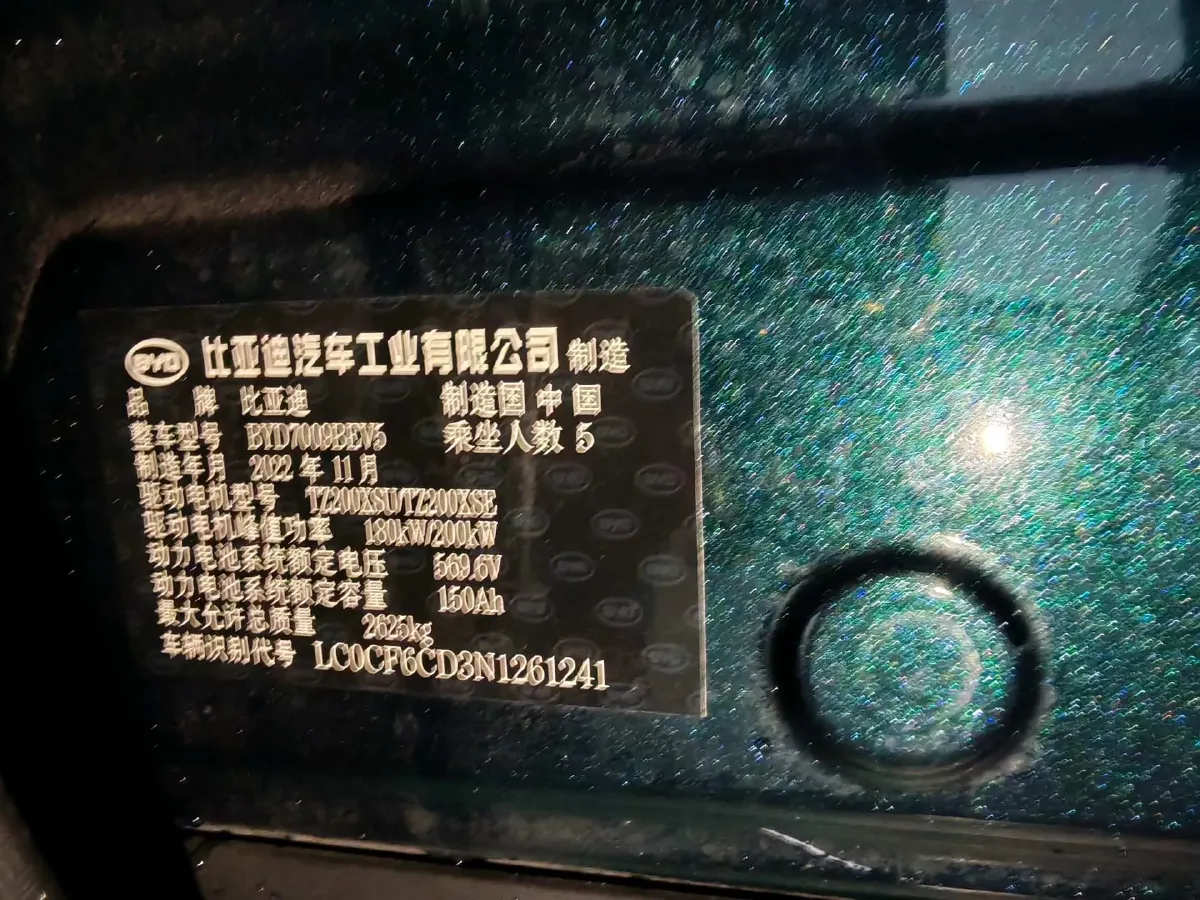 BYD 比亚迪汽车工业有限公司 制造
品牌 比亚迪 制造国 中国
整车型号 BYD7009BEV5 乘坐人数 5
制造年月 2022 年 11 月
驱动电机型号 TZ200XSU/TZ200XSE
驱动电机峰值功率 180kW/200kW
动力电池系统额定电压 569.6V
动力电池系统额定容量 150Ah
最大允许总质量 2625kg
车辆识别代号 LC0CF6CD3N1261241